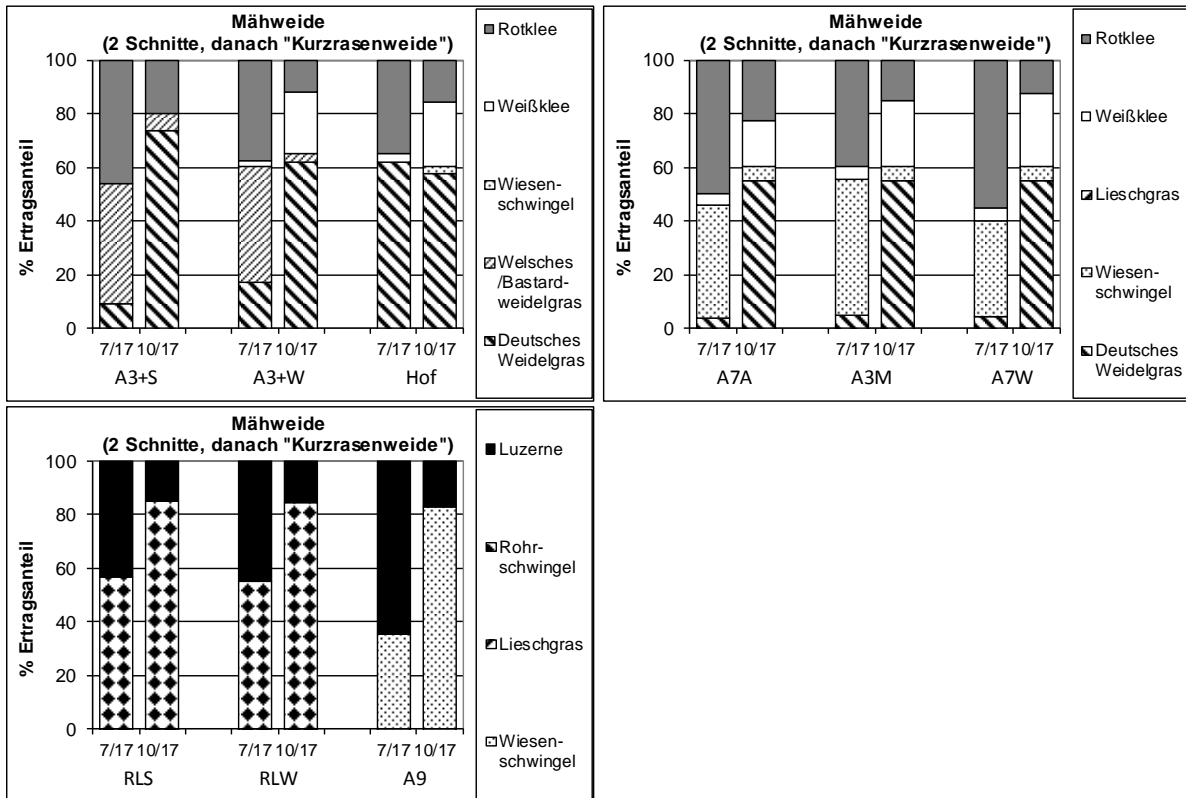 Mähweide
(2 Schnitte, danach "Kurzrasenweide")
% Ertragsanteil
100
80
60
40
20
0
7/17 10/17 7/17 10/17 7/17 10/17
A3+S A3+W Hof
Rotklee
Weißklee
Wiesen-
schwingel
Welsches
/Bastard-
weidelgras
Deutsches
Weidelgras
Mähweide
(2 Schnitte, danach "Kurzrasenweide")
% Ertragsanteil
100
80
60
40
20
0
7/17 10/17 7/17 10/17 7/17 10/17
A7A A3M A7W
Rotklee
Weißklee
Lieschgras
Wiesen-
schwingel
Deutsches
Weidelgras
Mähweide
(2 Schnitte, danach "Kurzrasenweide")
% Ertragsanteil
100
80
60
40
20
0
7/17 10/17 7/17 10/17 7/17 10/17
RLS RLW A9
Luzerne
Rohr-
schwingel
Lieschgras
Wiesen-
schwingel